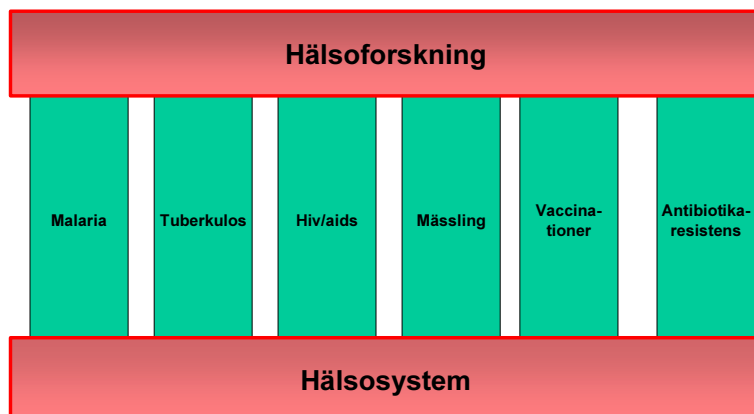 Hälsoforskning
Malaria
Tuberkulos
Hiv/aids
Mässling
Vaccina-
tioner
Antibiotika-
resistens
Hälsosystem